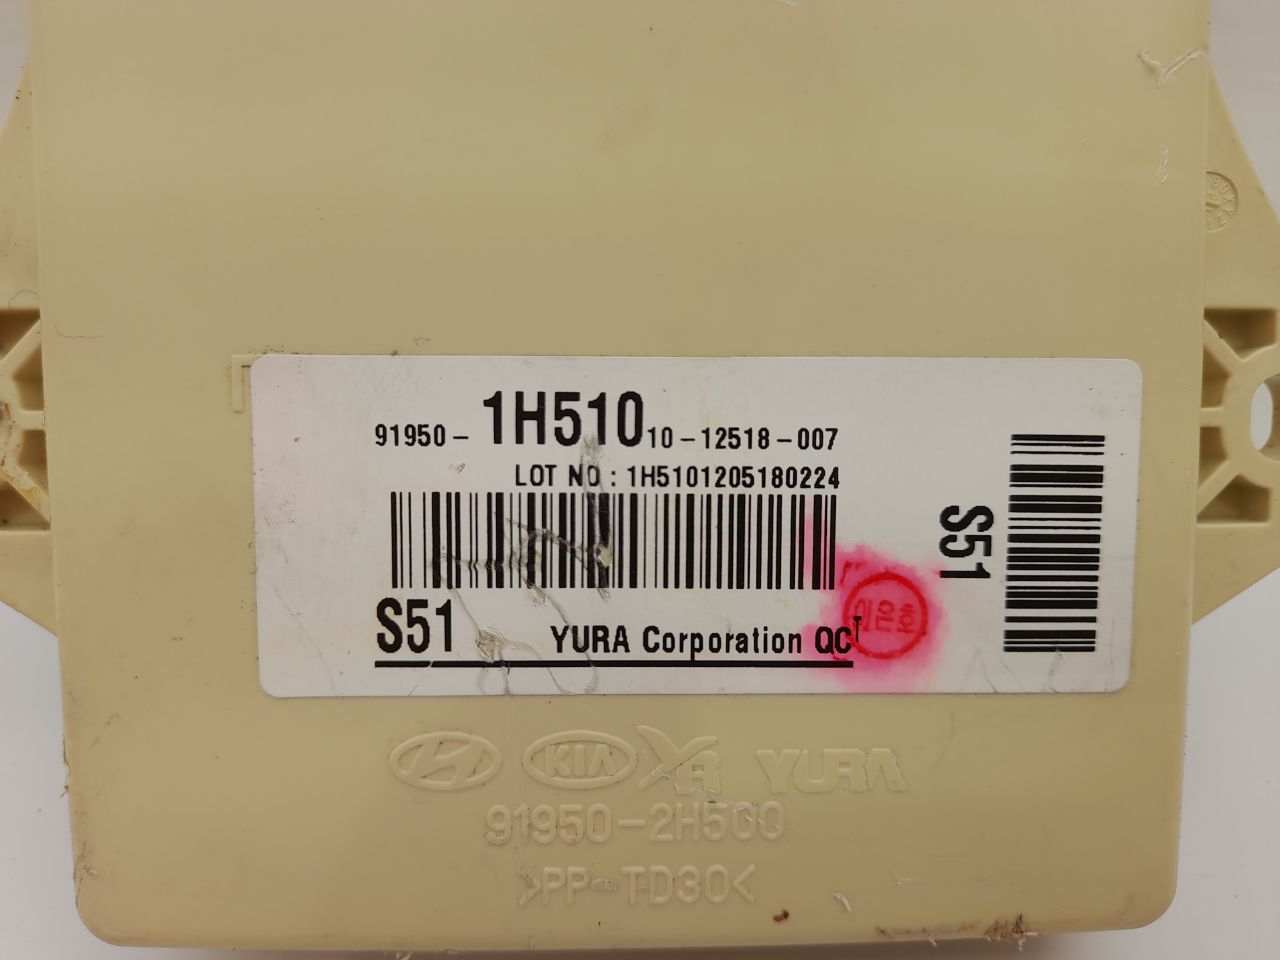 91950- 1H510 10-12518-007
LOT NO : 1H5101205180224
S51
YURA Corporation QC
S51
KIA YURA
91950-2H500
>PP-TD30<